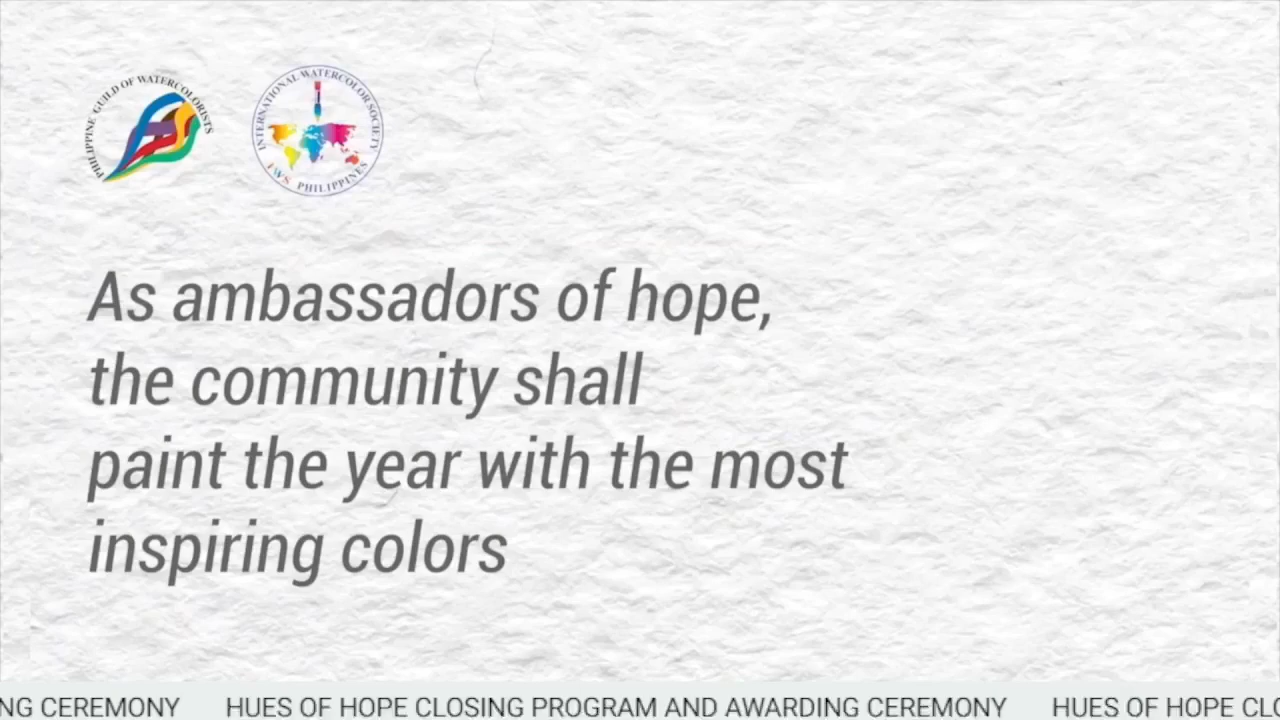 PHILIPPINE GUILD OF WATERCOLORISTS
INTERNATIONAL WATERCOLOR SOCIETY
IWS PHILIPPINES
As ambassadors of hope,
the community shall
paint the year with the most
inspiring colors
NG CEREMONY HUES OF HOPE CLOSING PROGRAM AND AWARDING CEREMONY HUES OF HOPE CLO